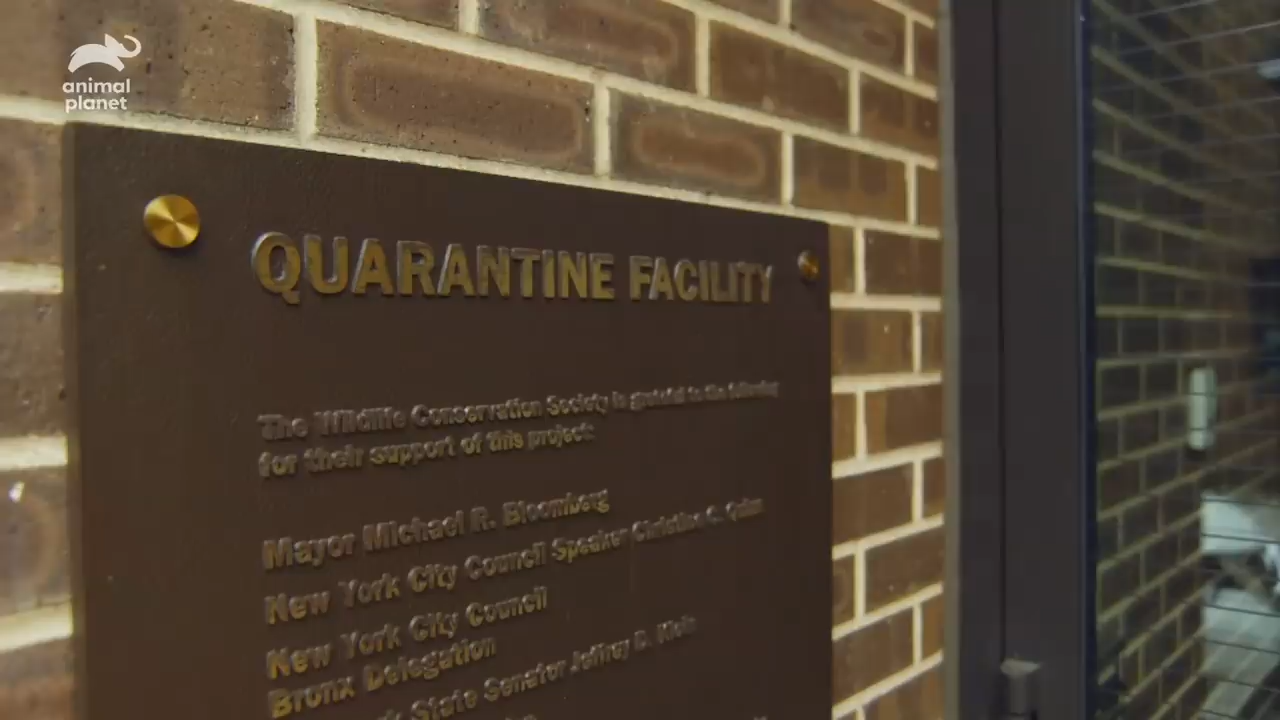 animal
planet
QUARANTINE FACILITY
The Wildlife Conservation Society is grateful to the following
for their support of this project:
Mayor Michael R. Bloomberg
New York City Council Speaker Christine C. Quinn
New York City Council
Bronx Delegation
State Senator Jeffrey D. Klein